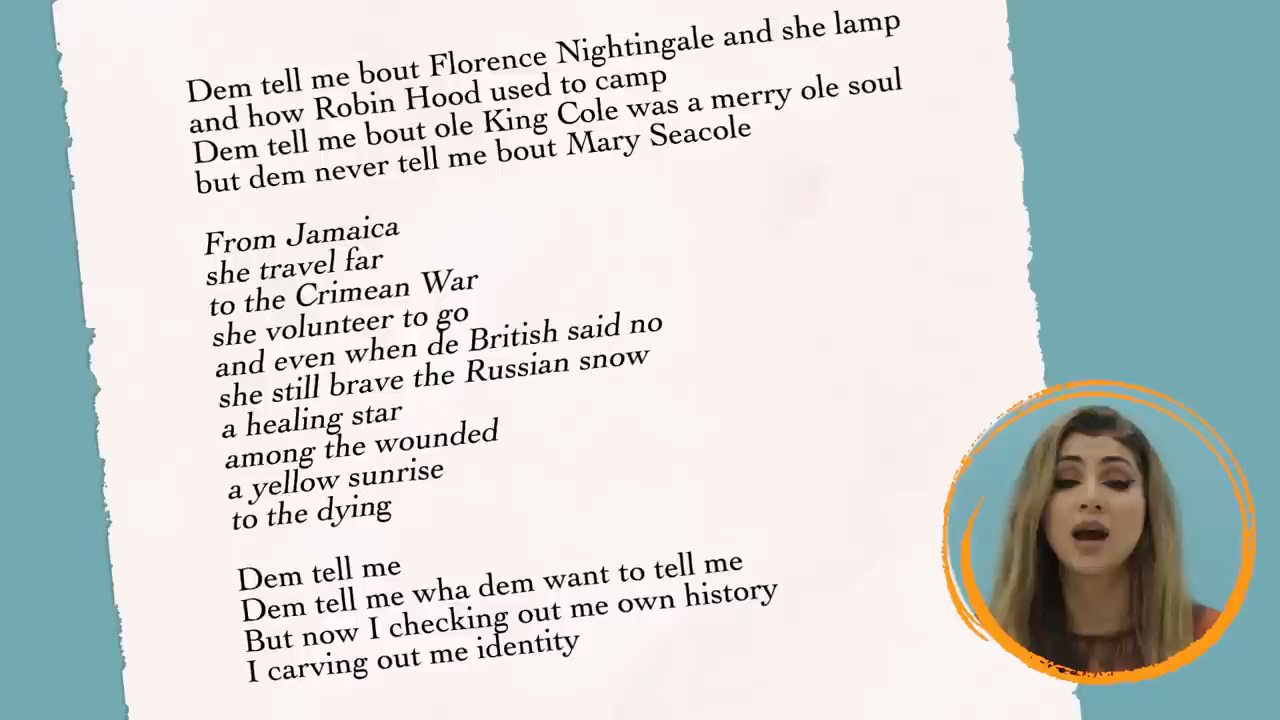 Dem tell me bout Florence Nightingale and she lamp
and how Robin Hood used to camp
Dem tell me bout ole King Cole was a merry ole soul
but dem never tell me bout Mary Seacole
From Jamaica
she travel far
to the Crimean War
she volunteer to go
and even when de British said no
she still brave the Russian snow
a healing star
among the wounded
a yellow sunrise
to the dying
Dem tell me
Dem tell me wha dem want to tell me
But now I checking out me own history
I carving out me identity